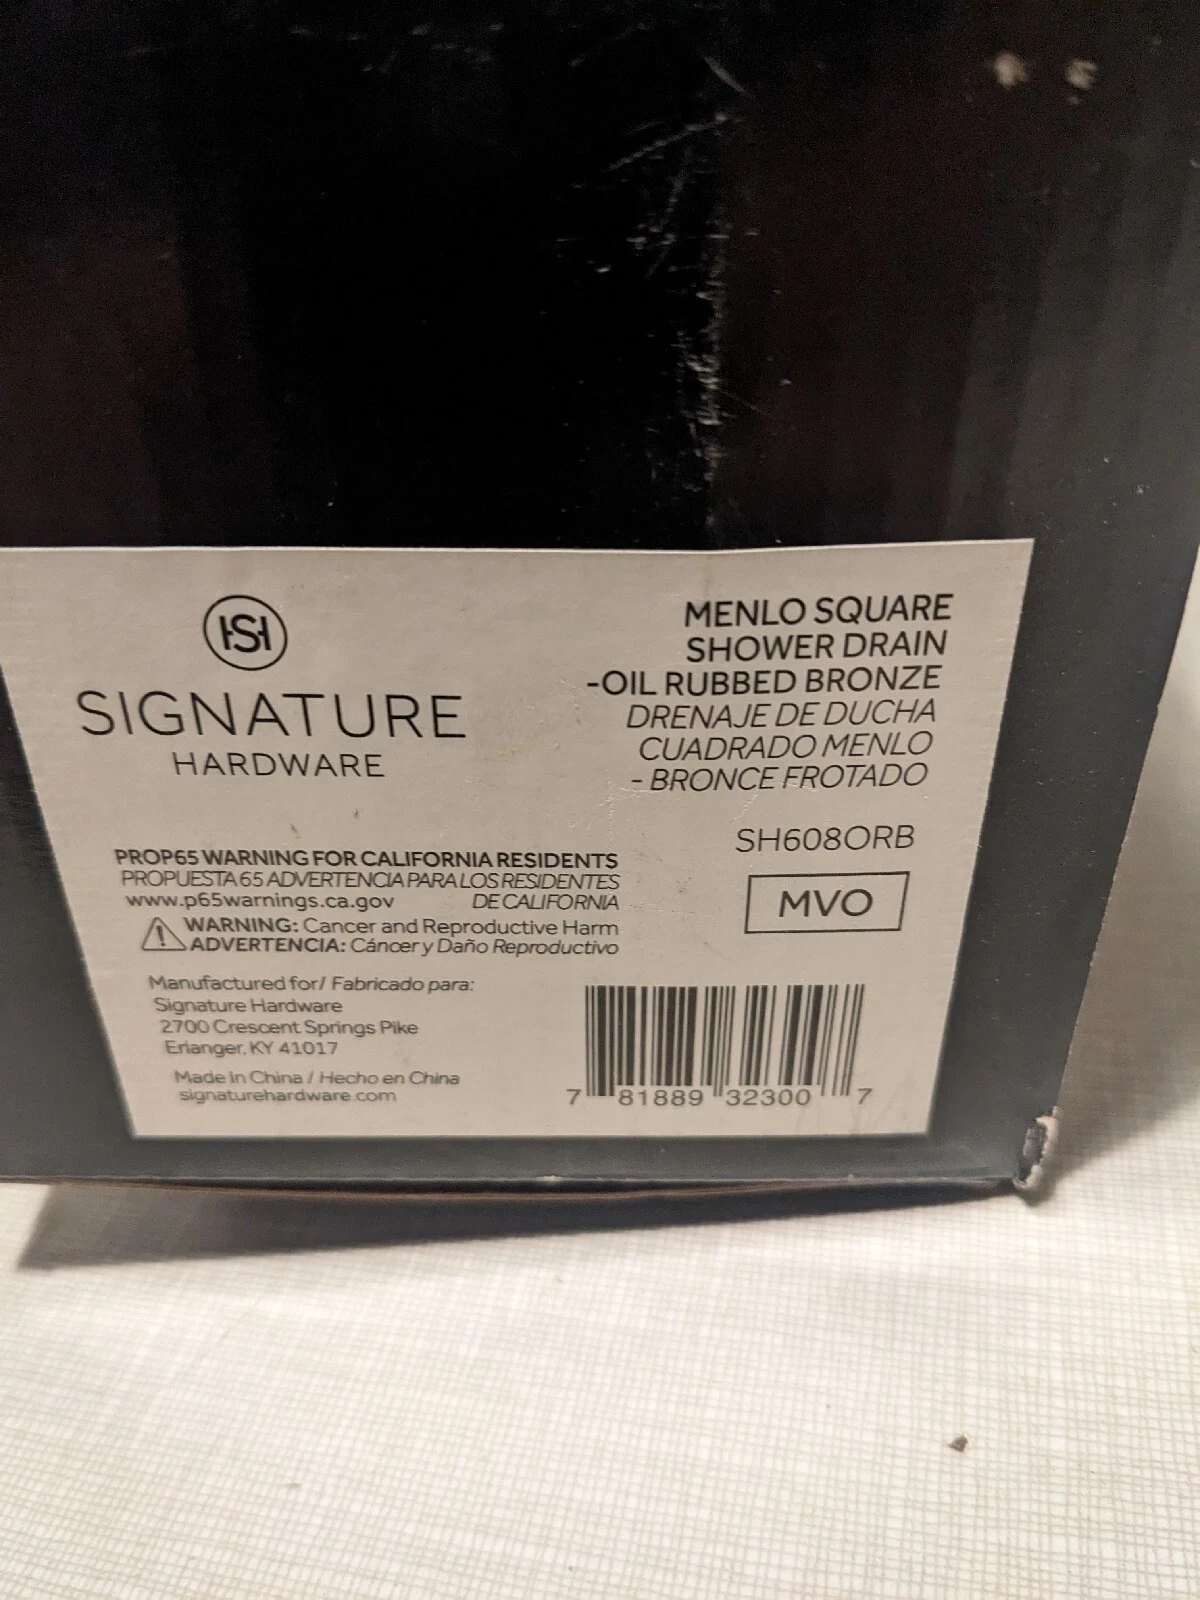 HS
SIGNATURE
HARDWARE
MENLO SQUARE
SHOWER DRAIN
-OIL RUBBED BRONZE
DRENAJE DE DUCHA
CUADRADO MENLO
- BRONCE FROTADO
SH608ORB
MVO
PROP65 WARNING FOR CALIFORNIA RESIDENTS
PROPUESTA 65 ADVERTENCIA PARA LOS RESIDENTES
www.p65warnings.ca.gov DE CALIFORNIA
WARNING: Cancer and Reproductive Harm
ADVERTENCIA: Cáncer y Daño Reproductivo
Manufactured for/ Fabricado para:
Signature Hardware
2700 Crescent Springs Pike
Erlanger, KY 41017
Made in China / Hecho en China
signaturehardware.com
7 81889 32300 7